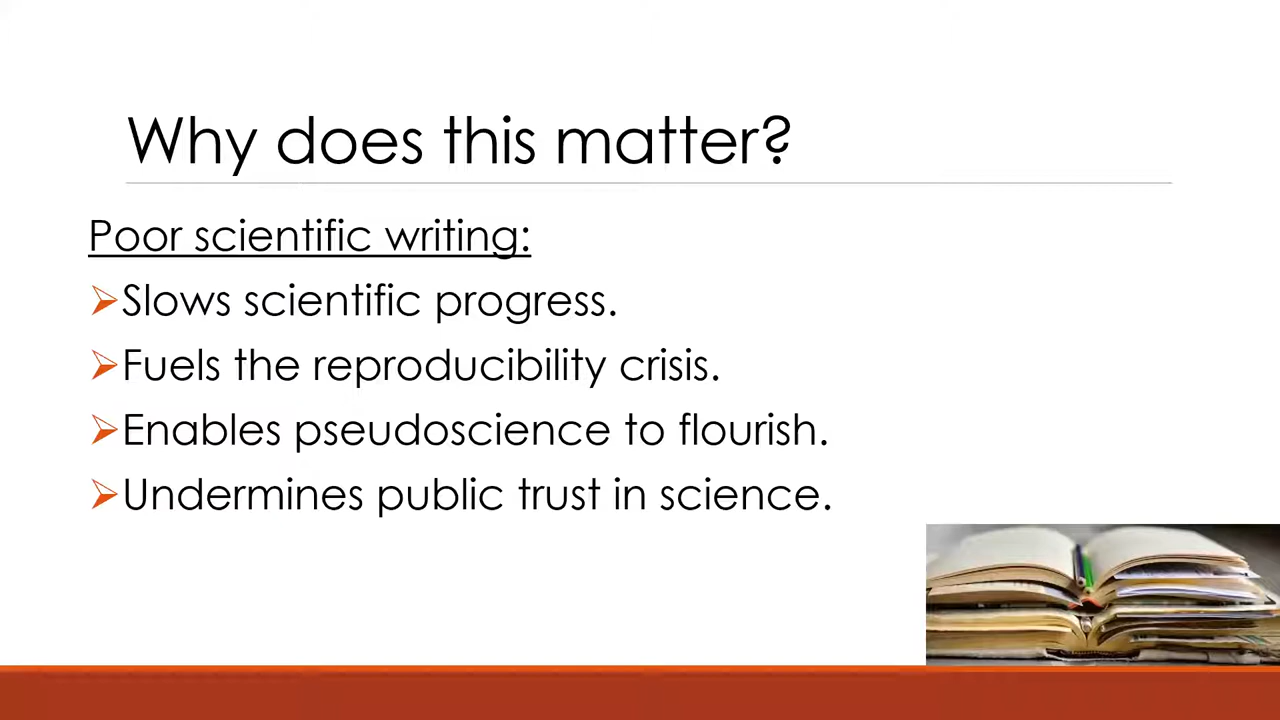 Why does this matter?
Poor scientific writing:
➢Slows scientific progress.
➢Fuels the reproducibility crisis.
➢Enables pseudoscience to flourish.
➢Undermines public trust in science.